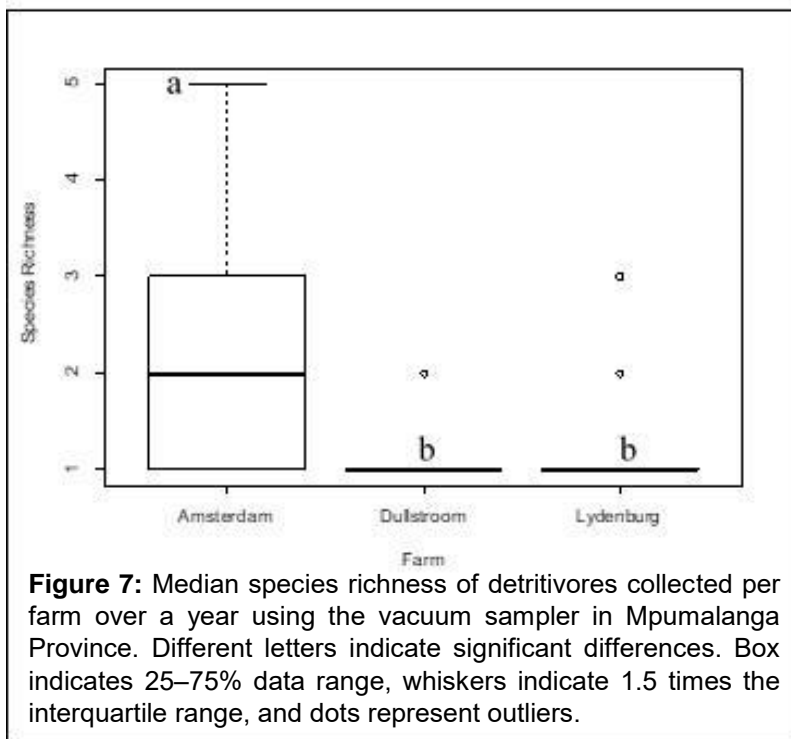 5
a
4
3
2
1
b
b
Species Richness
Amsterdam Dullstroom Lydenburg
Farm
Figure 7: Median species richness of detritivores collected per
farm over a year using the vacuum sampler in Mpumalanga
Province. Different letters indicate significant differences. Box
indicates 25–75% data range, whiskers indicate 1.5 times the
interquartile range, and dots represent outliers.